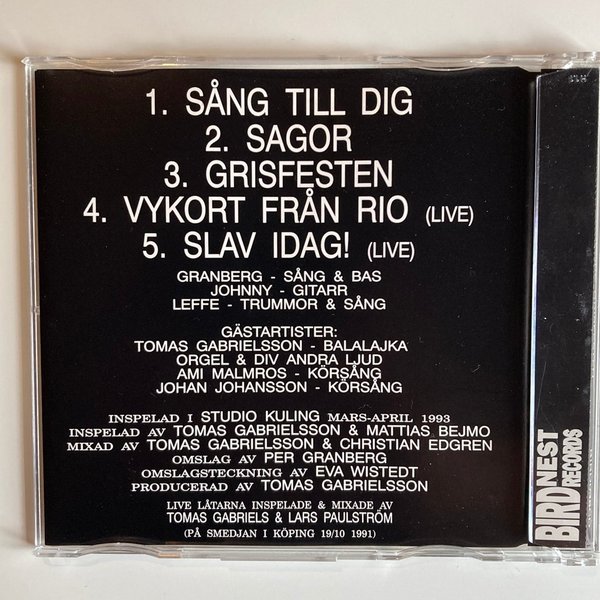 1. SÅNG TILL DIG
2. SAGOR
3. GRISFESTEN
4. VYKORT FRÅN RIO (LIVE)
5. SLAV IDAG! (LIVE)
GRANBERG - SÅNG & BAS
JOHNNY - GITARR
LEFFE - TRUMMOR & SÅNG
GÄSTARTISTER:
TOMAS GABRIELSSON - BALALAJKA
ORGEL & DIV ANDRA LJUD
AMI MALMROS - KÖRSÅNG
JOHAN JOHANSSON - KÖRSÅNG
INSPELAD I STUDIO KULING MARS-APRIL 1993
INSPELAD AV TOMAS GABRIELSSON & MATTIAS BEJMO
MIXAD AV TOMAS GABRIELSSON & CHRISTIAN EDGREN
OMSLAG AV PER GRANBERG
OMSLAGSTECKNING AV EVA WISTEDT
PRODUCERAD AV TOMAS GABRIELSSON
LIVE LÅTARNA INSPELADE & MIXADE AV
TOMAS GABRIELS & LARS PAULSTRÖM
(PÅ SMEDJAN I KÖPING 19/10 1991)
BIRDNEST
RECORDS